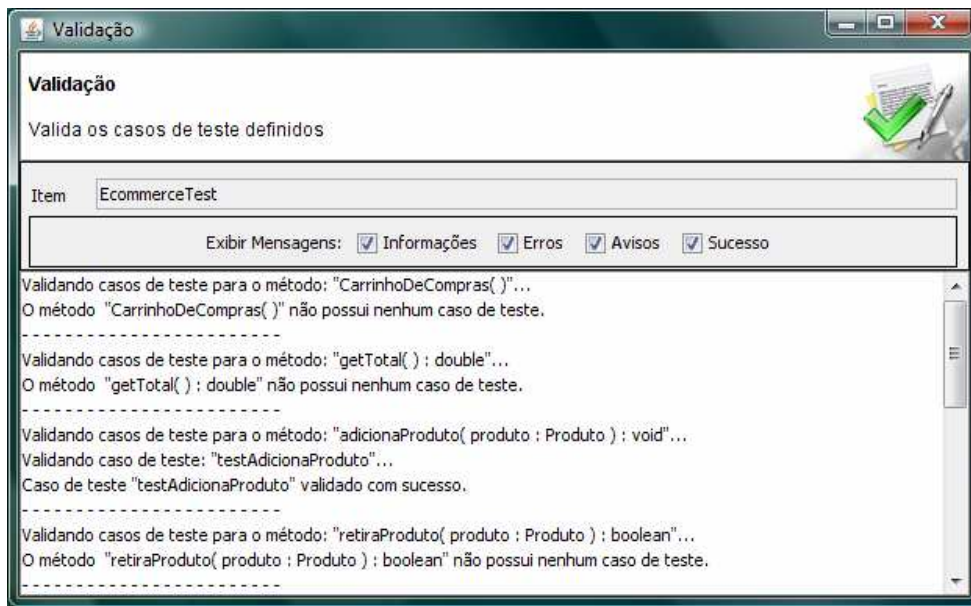 Validação
Validação
Valida os casos de teste definidos
Item EcommerceTest
Exibir Mensagens: Informações Erros Avisos Sucesso
Validando casos de teste para o método: "CarrinhoDeCompras( )"...
O método "CarrinhoDeCompras( )" não possui nenhum caso de teste.
- - - - - - - - - - - - - - - - - - - - - - - -
Validando casos de teste para o método: "getTotal( ) : double"...
O método "getTotal( ) : double" não possui nenhum caso de teste.
- - - - - - - - - - - - - - - - - - - - - - - -
Validando casos de teste para o método: "adicionaProduto( produto : Produto ) : void"...
Validando caso de teste: "testAdicionaProduto"...
Caso de teste "testAdicionaProduto" validado com sucesso.
- - - - - - - - - - - - - - - - - - - - - - - -
Validando casos de teste para o método: "retiraProduto( produto : Produto ) : boolean"...
O método "retiraProduto( produto : Produto ) : boolean" não possui nenhum caso de teste.
- - - - - - - - - - - - - - - - - - - - - - - -